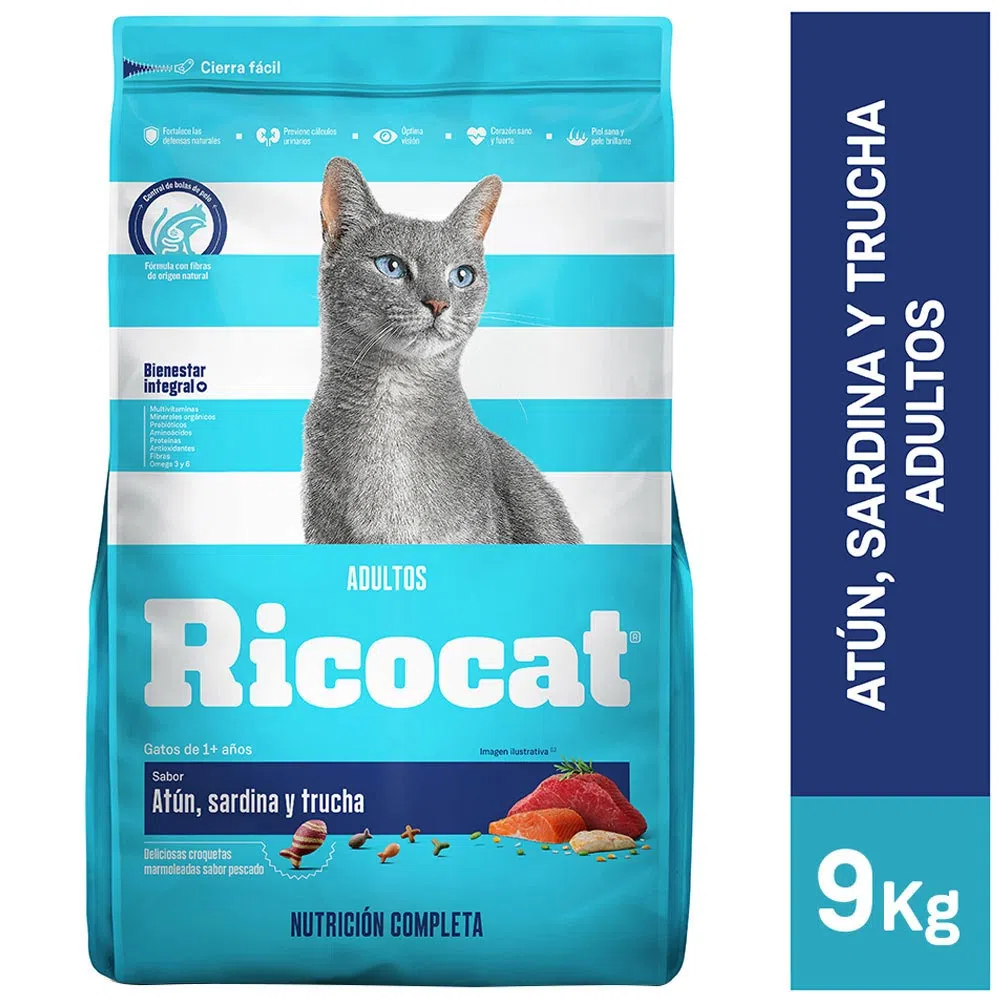 Cierra fácil
Fortalece las
defensas naturales
Previene cálculos
urinarios
Óptima
visión
Corazón sano
y fuerte
Piel sana y
pelo brillante
Control de bolas de pelo
Fórmula con fibras
de origen natural
Bienestar
integral
Multivitaminas
Minerales orgánicos
Prebióticos
Aminoácidos
Proteínas
Antioxidantes
Fibras
Omega 3 y 6
ADULTOS
Ricocat®
Gatos de 1+ años
Imagen ilustrativa
Sabor
Atún, sardina y trucha
Deliciosas croquetas
marmoleadas sabor pescado
NUTRICIÓN COMPLETA
ATÚN, SARDINA Y TRUCHA
ADULTOS
9Kg